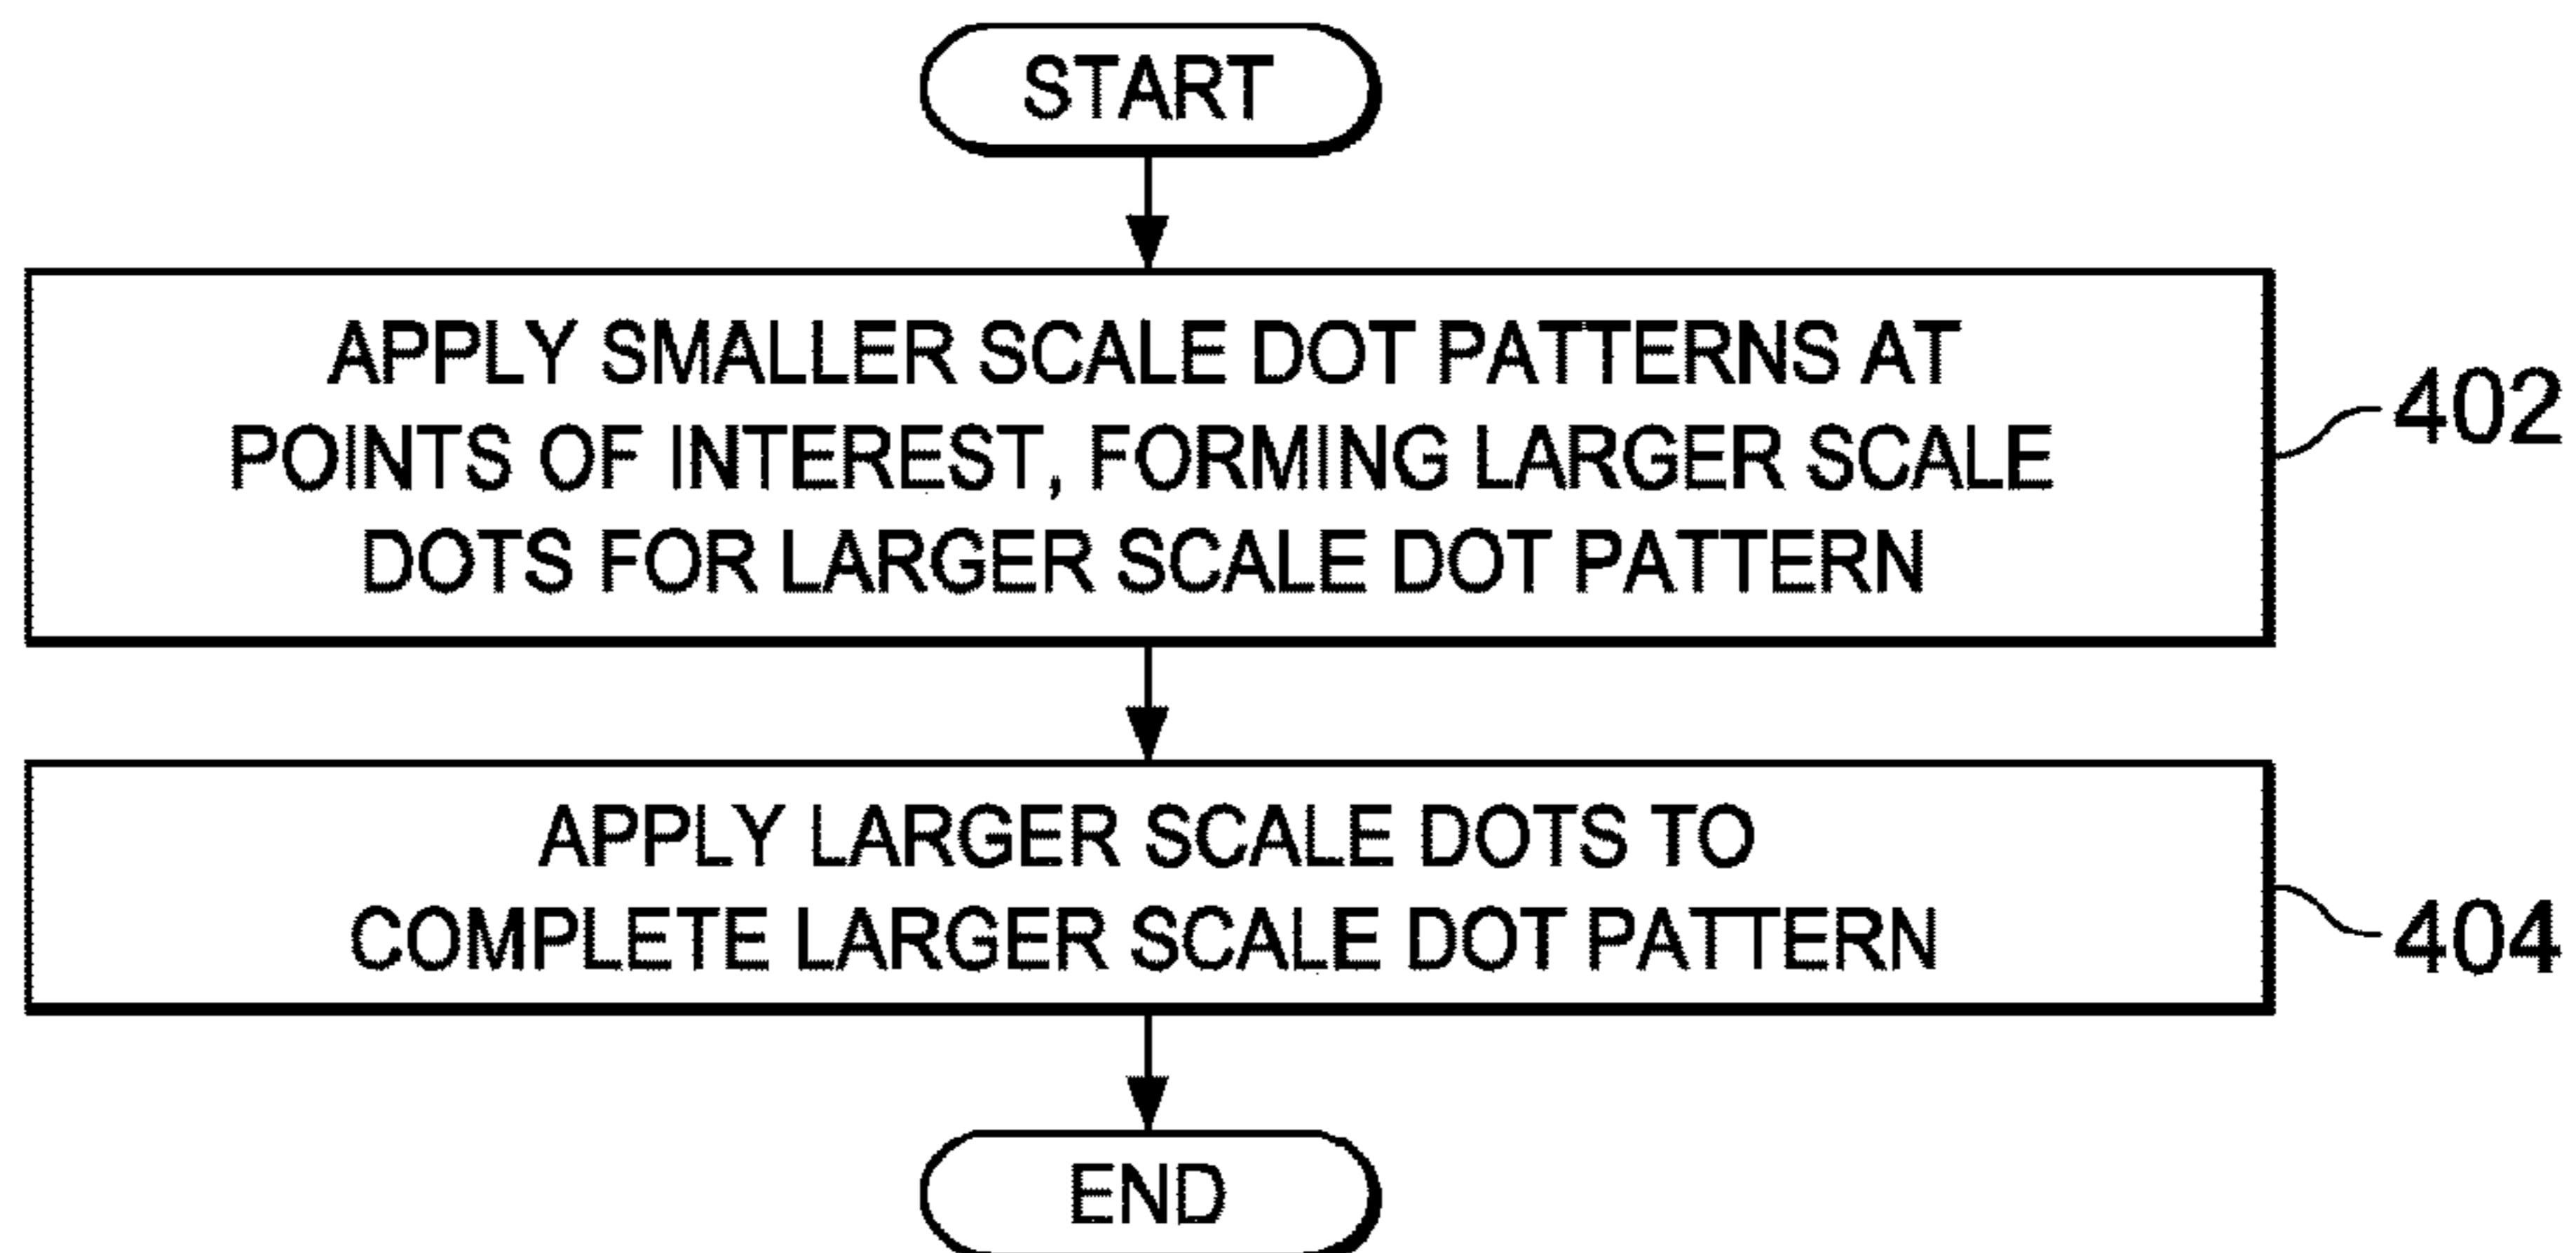 START
APPLY SMALLER SCALE DOT PATTERNS AT
POINTS OF INTEREST, FORMING LARGER SCALE
DOTS FOR LARGER SCALE DOT PATTERN
402
APPLY LARGER SCALE DOTS TO
COMPLETE LARGER SCALE DOT PATTERN
404
END